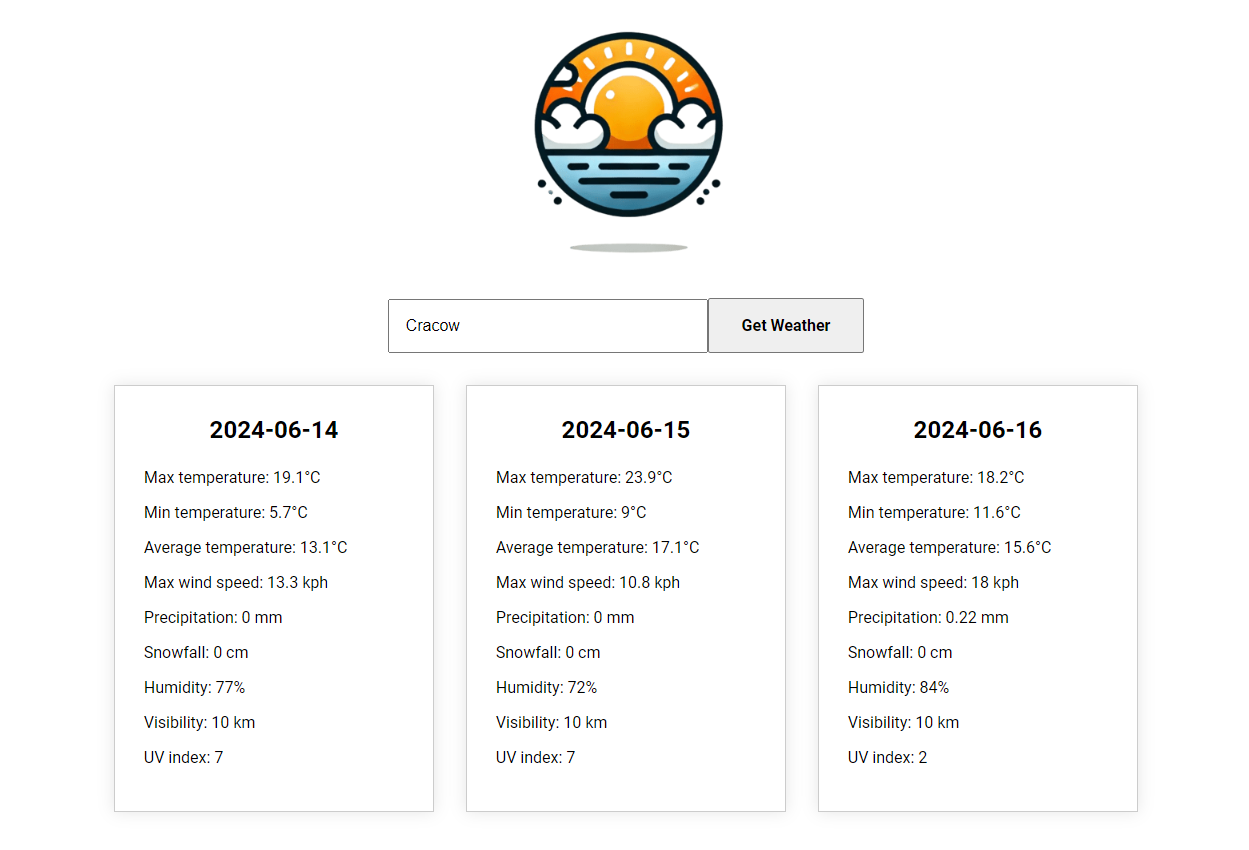 Cracow
Get Weather
2024-06-14
Max temperature: 19.1°C
Min temperature: 5.7°C
Average temperature: 13.1°C
Max wind speed: 13.3 kph
Precipitation: 0 mm
Snowfall: 0 cm
Humidity: 77%
Visibility: 10 km
UV index: 7
2024-06-15
Max temperature: 23.9°C
Min temperature: 9°C
Average temperature: 17.1°C
Max wind speed: 10.8 kph
Precipitation: 0 mm
Snowfall: 0 cm
Humidity: 72%
Visibility: 10 km
UV index: 7
2024-06-16
Max temperature: 18.2°C
Min temperature: 11.6°C
Average temperature: 15.6°C
Max wind speed: 18 kph
Precipitation: 0.22 mm
Snowfall: 0 cm
Humidity: 84%
Visibility: 10 km
UV index: 2